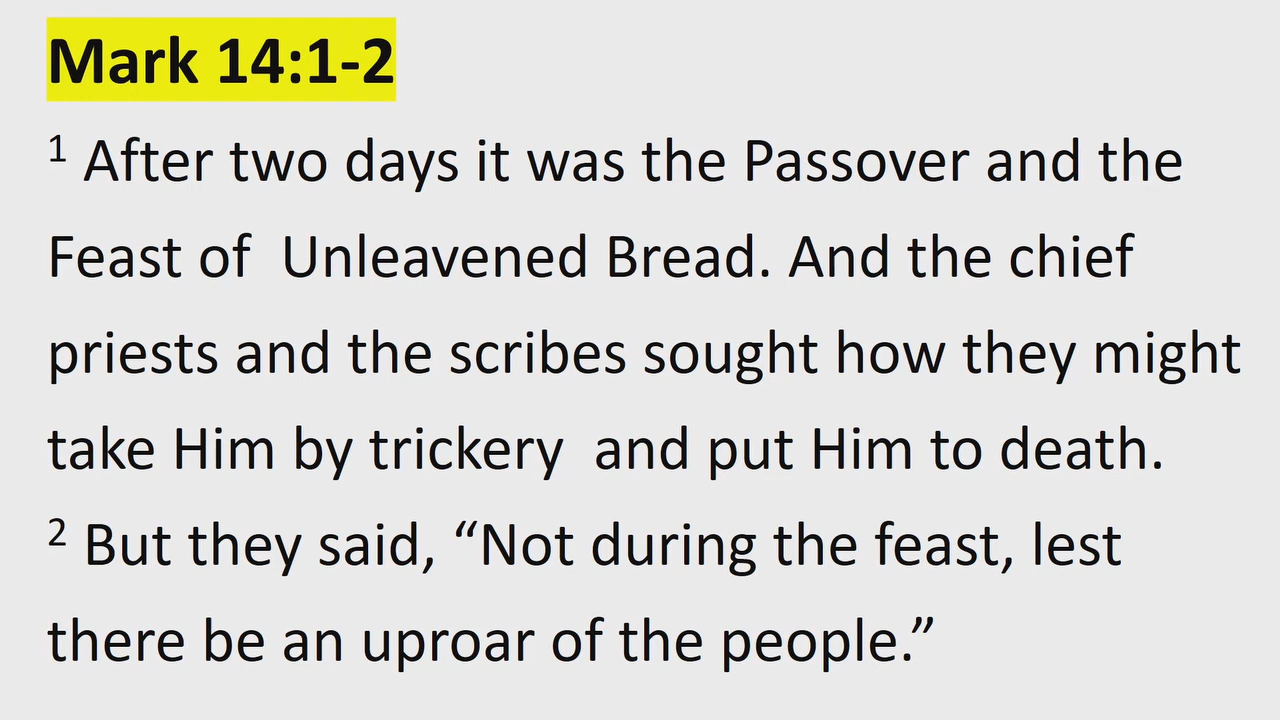 Mark 14:1-2
¹ After two days it was the Passover and the
Feast of  Unleavened Bread. And the chief
priests and the scribes sought how they might
take Him by trickery  and put Him to death.
² But they said, “Not during the feast, lest
there be an uproar of the people.”